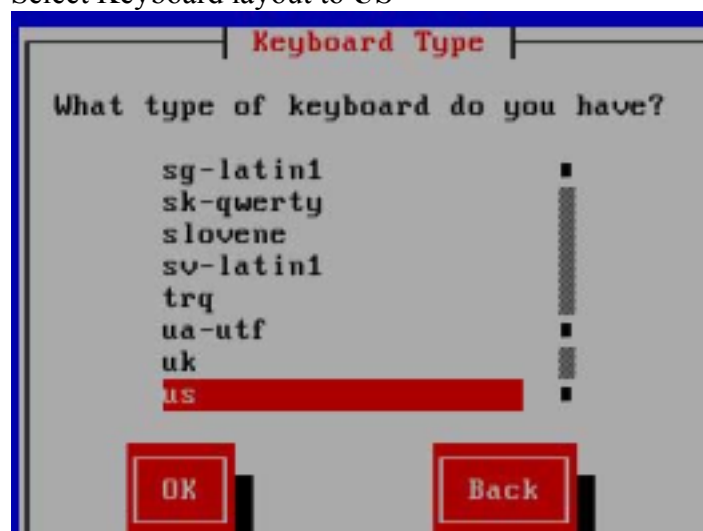 Select Keyboard layout to US
Keyboard Type
What type of keyboard do you have?
sg-latin1
sk-qwerty
slovene
sv-latin1
trq
ua-utf
uk
us
OK Back